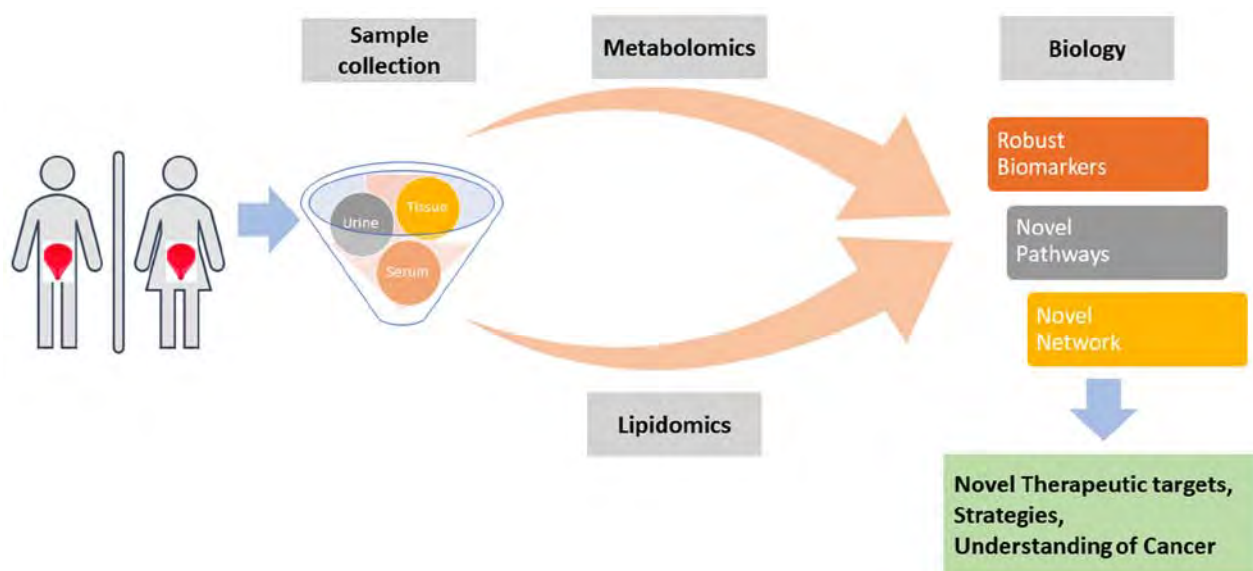 Sample
collection
Metabolomics
Biology
Urine
Tissue
Serum
Robust
Biomarkers
Novel
Pathways
Novel
Network
Lipidomics
Novel Therapeutic targets,
Strategies,
Understanding of Cancer